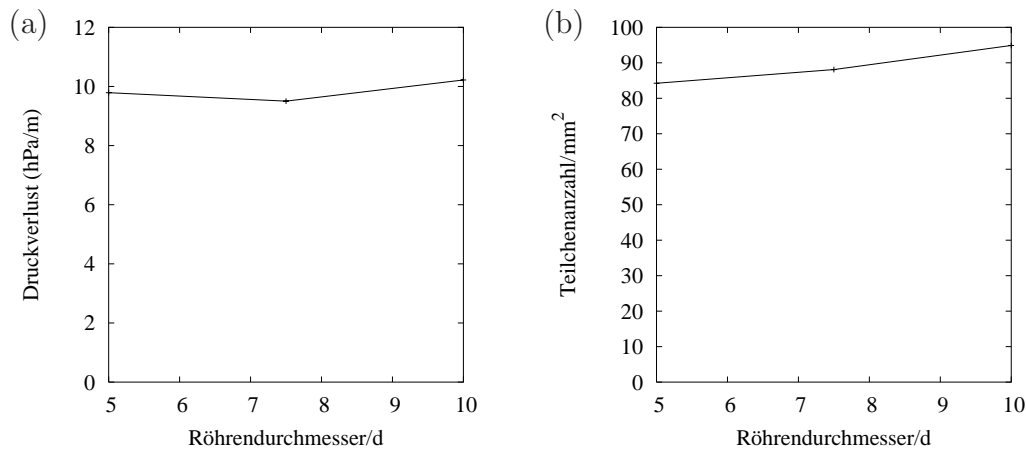 (a)
12
10
8
6
4
2
0
Druckverlust (hPa/m)
5 6 7 8 9 10
Röhrendurchmesser/d
(b)
100
90
80
70
60
50
40
30
20
10
0
Teilchenanzahl/mm²
5 6 7 8 9 10
Röhrendurchmesser/d